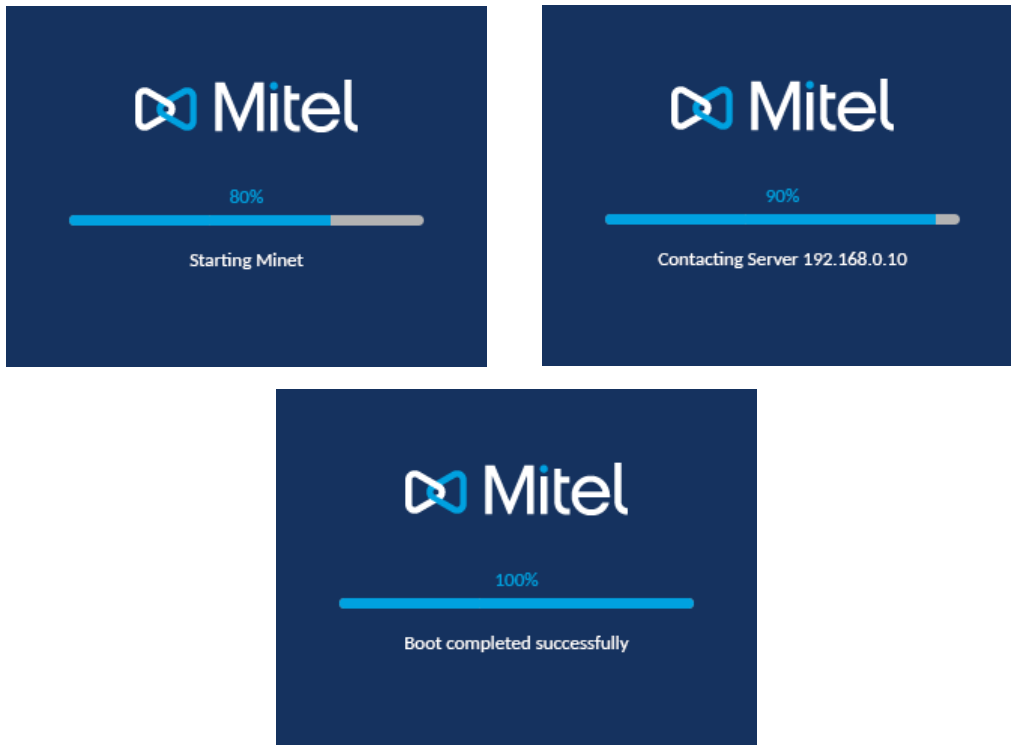 Mitel
80%
Starting Minet
Mitel
90%
Contacting Server 192.168.0.10
Mitel
100%
Boot completed successfully